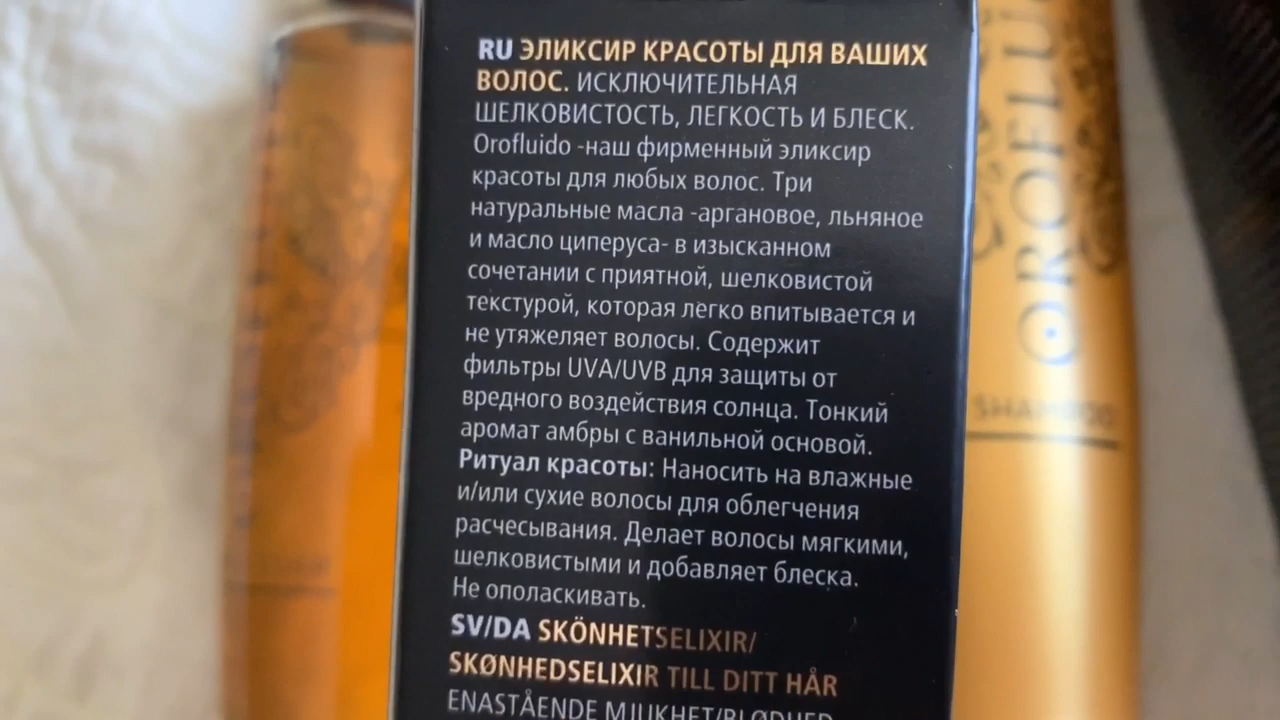 RU ЭЛИКСИР КРАСОТЫ ДЛЯ ВАШИХ
ВОЛОС. ИСКЛЮЧИТЕЛЬНАЯ
ШЕЛКОВИСТОСТЬ, ЛЕГКОСТЬ И БЛЕСК.
Orofluido -наш фирменный эликсир
красоты для любых волос. Три
натуральные масла -аргановое, льняное
и масло циперуса- в изысканном
сочетании с приятной, шелковистой
текстурой, которая легко впитывается и
не утяжеляет волосы. Содержит
фильтры UVA/UVB для защиты от
вредного воздействия солнца. Тонкий
аромат амбры с ванильной основой.
Ритуал красоты: Наносить на влажные
и/или сухие волосы для облегчения
расчесывания. Делает волосы мягкими,
шелковистыми и добавляет блеска.
Не ополаскивать.
SV/DA SKÖNHETSELIXIR/
SKØNHEDSELIXIR TILL DITT HÅR
ENASTÅENDE MJUKHET/BLØDHED
OROFLU
SHAMPOO